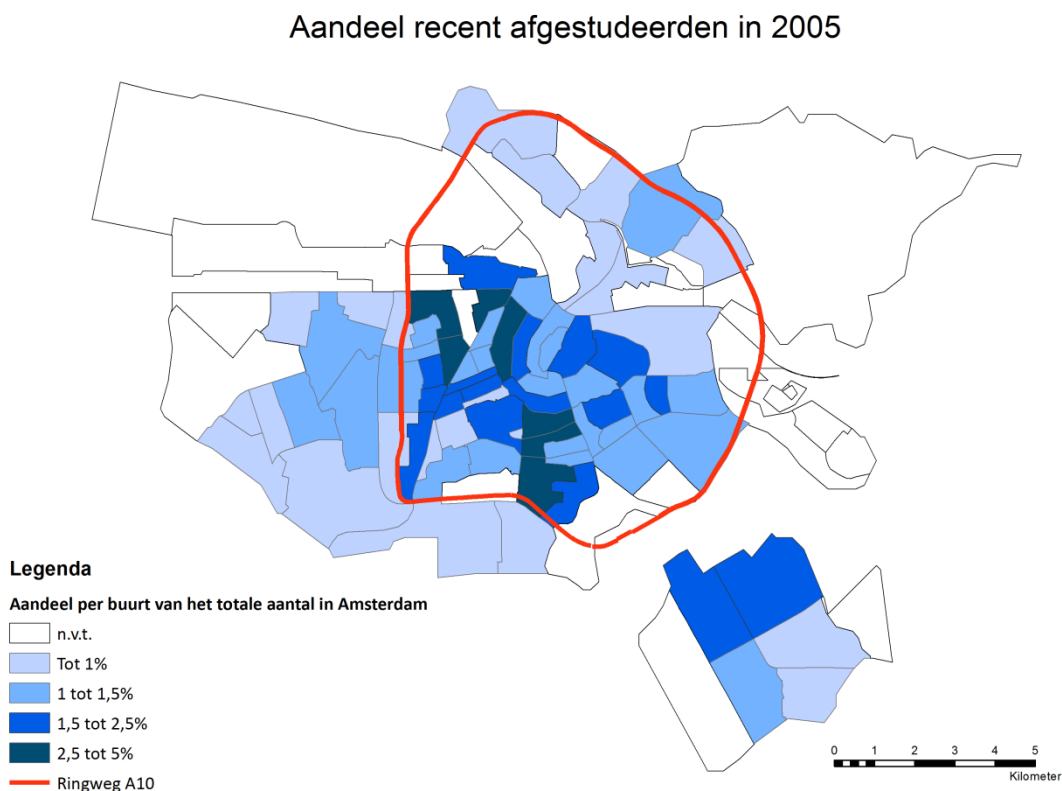 Aandeel recent afgestudeerden in 2005
Legenda
Aandeel per buurt van het totale aantal in Amsterdam
n.v.t.
Tot 1%
1 tot 1,5%
1,5 tot 2,5%
2,5 tot 5%
Ringweg A10
0 1 2 3 4 5
Kilometer